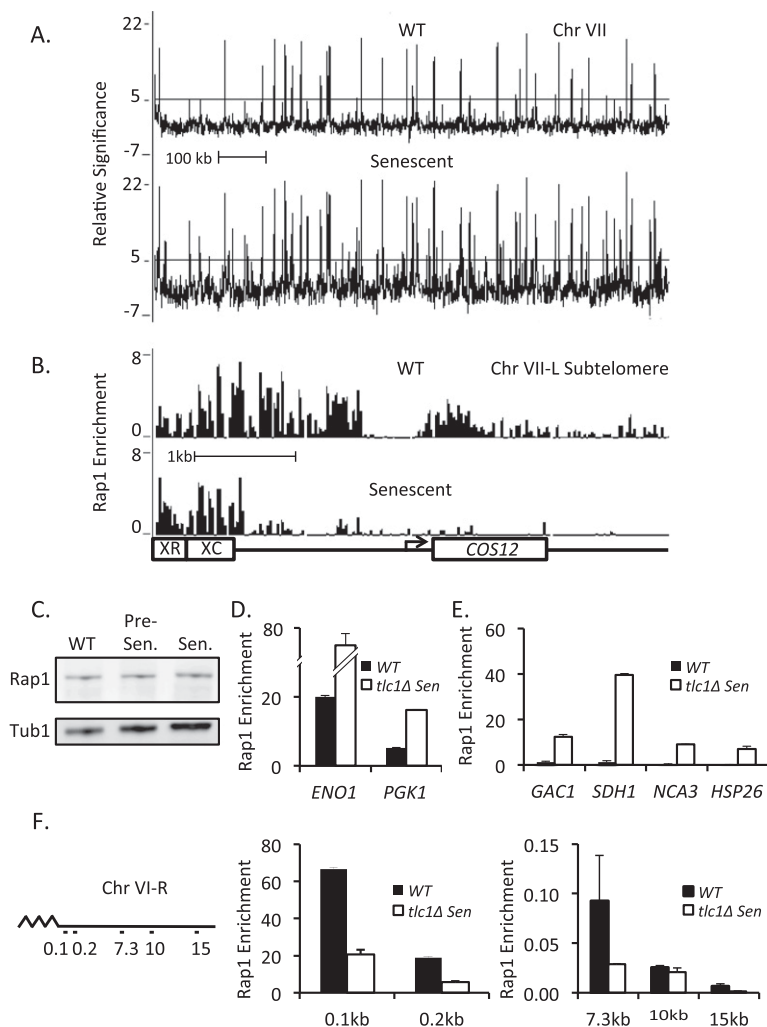 A.
22
WT
Chr VII
5
-7
100 kb
Relative Significance
Senescent
22
5
-7
B.
8
WT
Chr VII-L Subtelomere
0
Rap1 Enrichment
1kb
8
Senescent
0
XR
XC
COS12
C.
WT
Pre-
Sen.
Sen.
Rap1
Tub1
D.
80
20
0
Rap1 Enrichment
WT
tlc1Δ Sen
ENO1
PGK1
E.
60
40
20
0
Rap1 Enrichment
WT
tlc1Δ Sen
GAC1
SDH1
NCA3
HSP26
F.
Chr VI-R
0.1 0.2 7.3 10 15
80
60
40
20
0
Rap1 Enrichment
WT
tlc1Δ Sen
0.1kb
0.2kb
0.15
0.10
0.05
0.00
Rap1 Enrichment
WT
tlc1Δ Sen
7.3kb
10kb
15kb